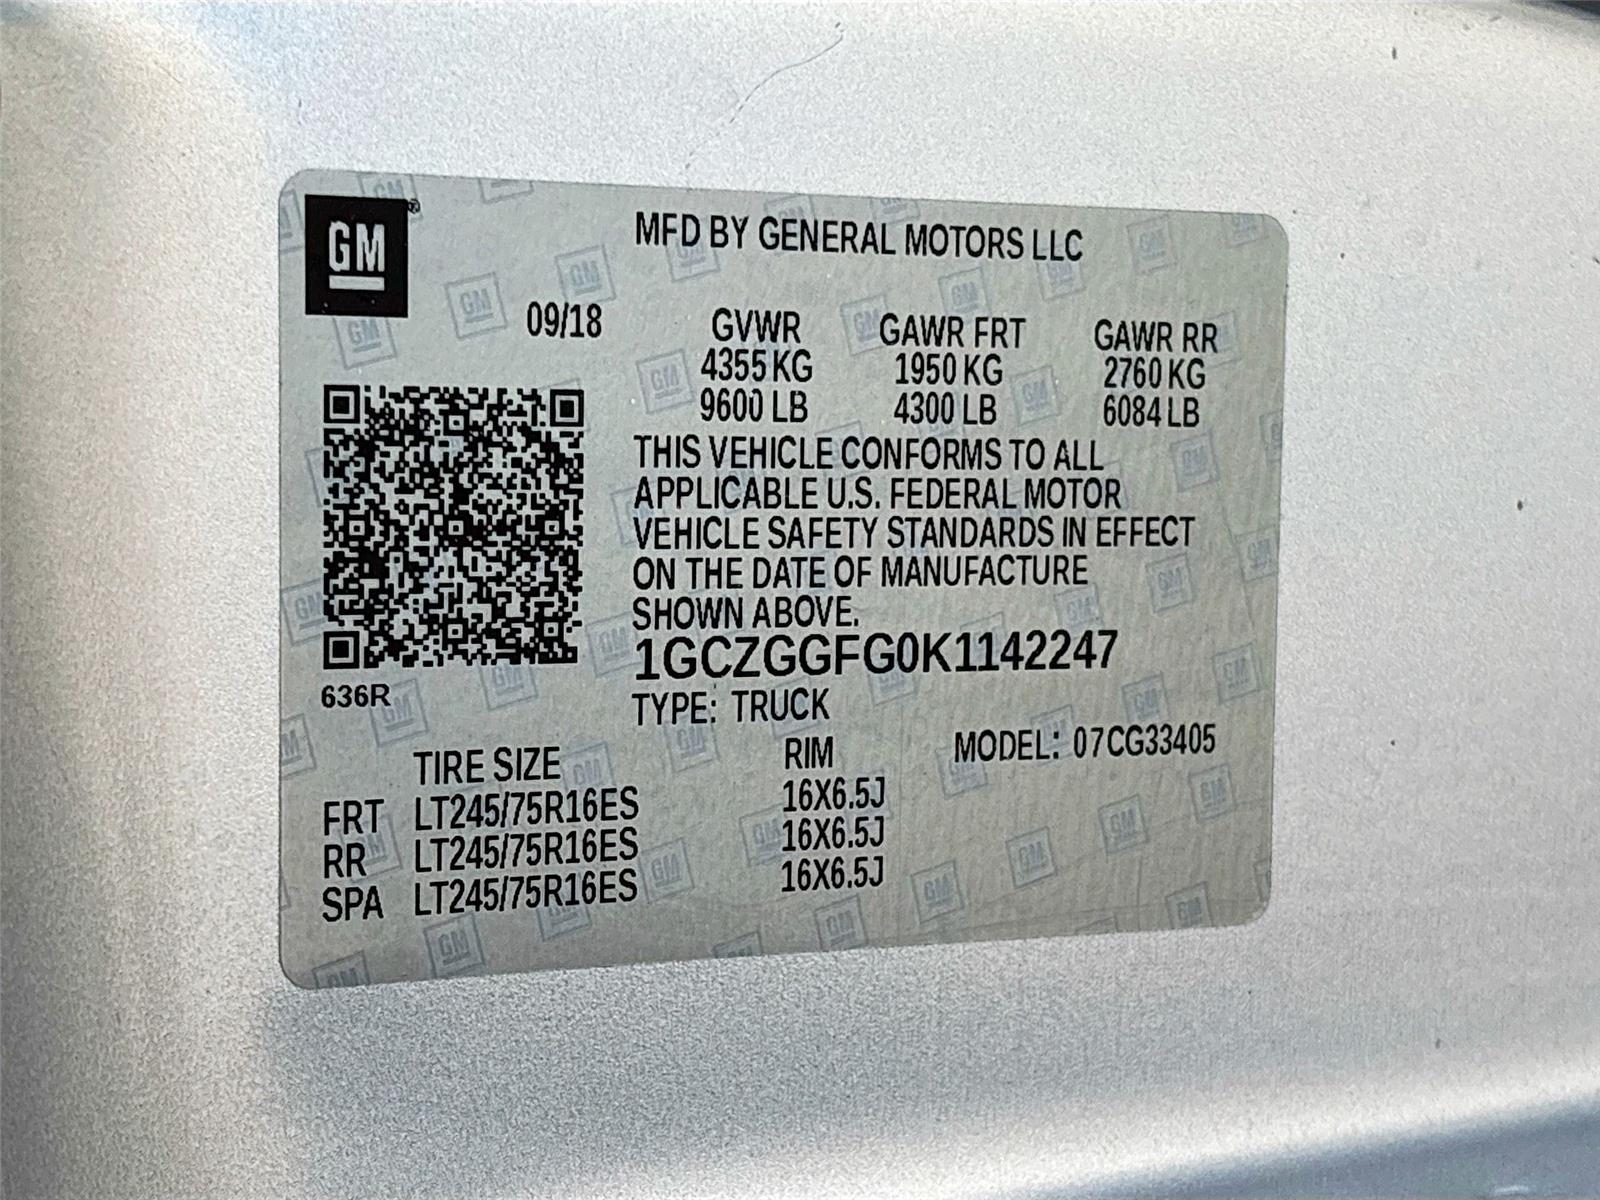 GM
MFD BY GENERAL MOTORS LLC
09/18 GVWR GAWR FRT GAWR RR
4355 KG 1950 KG 2760 KG
9600 LB 4300 LB 6084 LB
THIS VEHICLE CONFORMS TO ALL
APPLICABLE U.S. FEDERAL MOTOR
VEHICLE SAFETY STANDARDS IN EFFECT
ON THE DATE OF MANUFACTURE
SHOWN ABOVE.
1GCZGGFG0K1142247
636R
TYPE: TRUCK
TIRE SIZE RIM MODEL: 07CG33405
FRT LT245/75R16ES 16X6.5J
RR LT245/75R16ES 16X6.5J
SPA LT245/75R16ES 16X6.5J